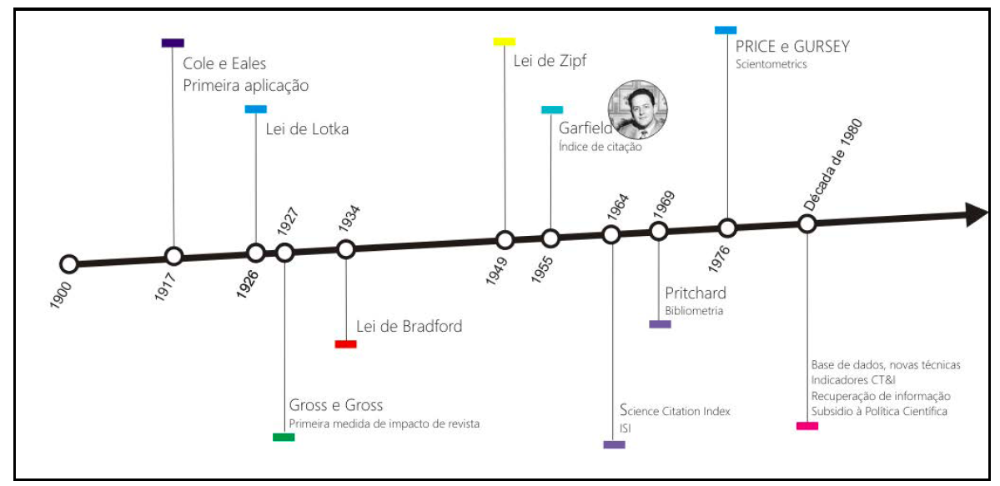 Cole e Eales
Primeira aplicação
Lei de Lotka
Lei de Zipf
Garfield
Índice de citação
PRICE e GURSEY
Scientometrics
1900
1917
1926
1927
1934
1949
1955
1964
1969
1976
Década de 1980
Gross e Gross
Primeira medida de impacto de revista
Lei de Bradford
Science Citation Index
ISI
Pritchard
Bibliometria
Base de dados, novas técnicas
Indicadores CT&I
Recuperação de informação
Subsidio à Política Científica